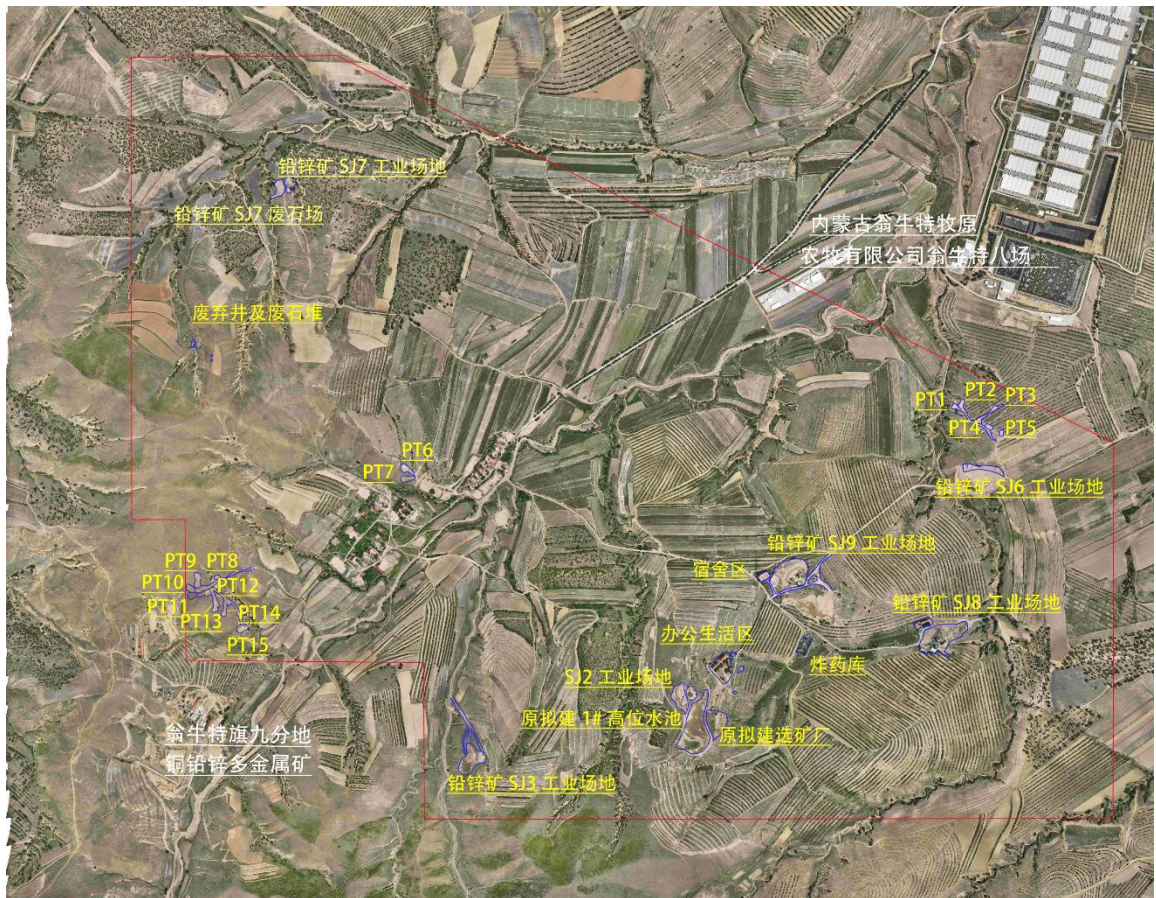 铅锌矿 SJ7 工业场地
铅锌矿 SJ7 废石场
内蒙古翁牛特牧原
农牧有限公司翁牛特八场
废弃井及废石堆
PT1
PT2
PT3
PT4
PT5
PT6
PT7
铅锌矿 SJ6 工业场地
铅锌矿 SJ9 工业场地
宿舍区
PT9
PT8
PT10
PT12
PT11
PT13
PT14
PT15
铅锌矿 SJ8 工业场地
办公生活区
炸药库
SJ2 工业场地
原拟建 1# 高位水池
原拟建选矿厂
翁牛特旗九分地
铜铅锌多金属矿
铅锌矿 SJ3 工业场地